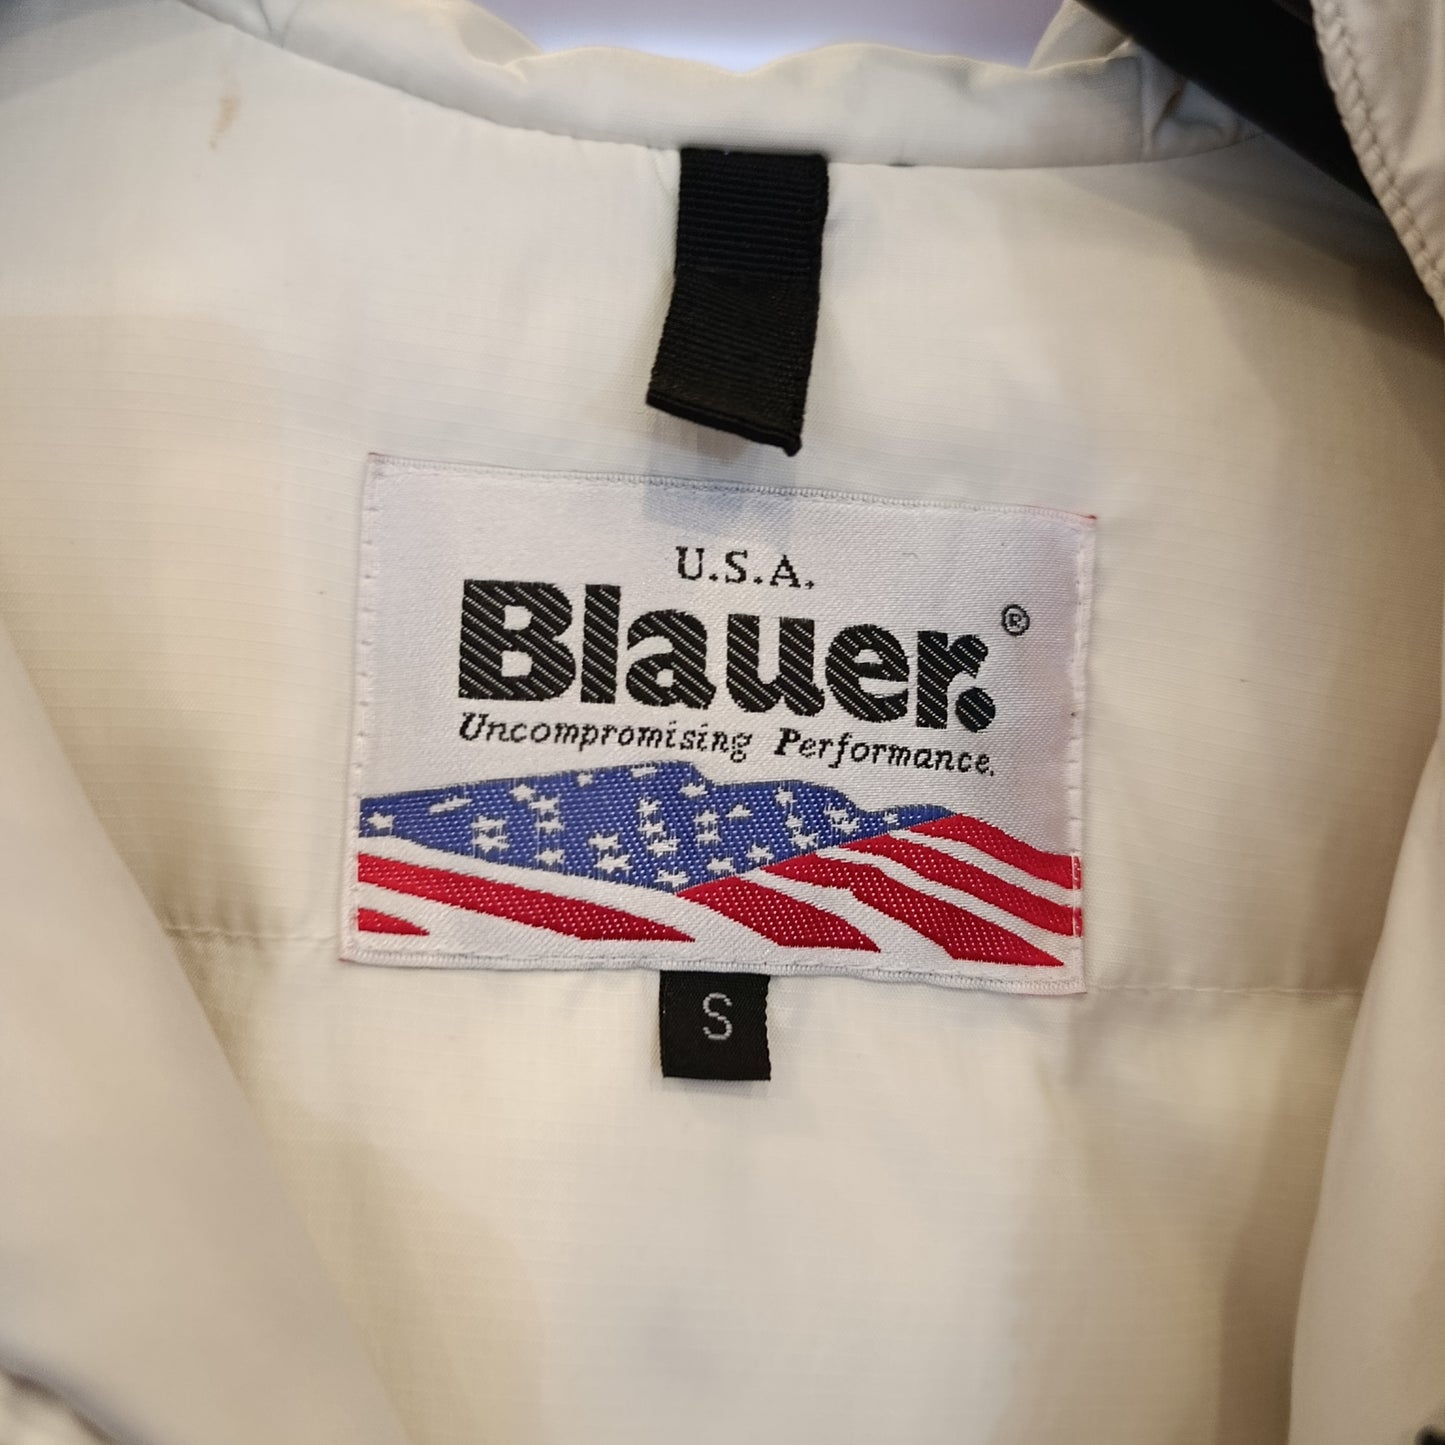 U.S.A.
Blauer.®
Uncompromising Performance.
S